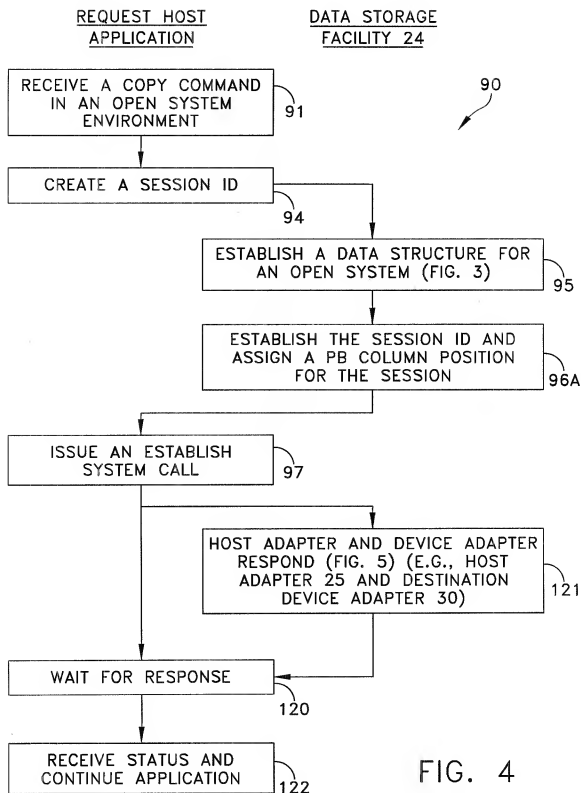 REQUEST HOST
APPLICATION
DATA STORAGE
FACILITY 24
90
RECEIVE A COPY COMMAND
IN AN OPEN SYSTEM
ENVIRONMENT
91
CREATE A SESSION ID
94
ESTABLISH A DATA STRUCTURE FOR
AN OPEN SYSTEM (FIG. 3)
95
ESTABLISH THE SESSION ID AND
ASSIGN A PB COLUMN POSITION
FOR THE SESSION
96A
ISSUE AN ESTABLISH
SYSTEM CALL
97
HOST ADAPTER AND DEVICE ADAPTER
RESPOND (FIG. 5) (E.G., HOST
ADAPTER 25 AND DESTINATION
DEVICE ADAPTER 30)
121
WAIT FOR RESPONSE
120
RECEIVE STATUS AND
CONTINUE APPLICATION
122
FIG. 4